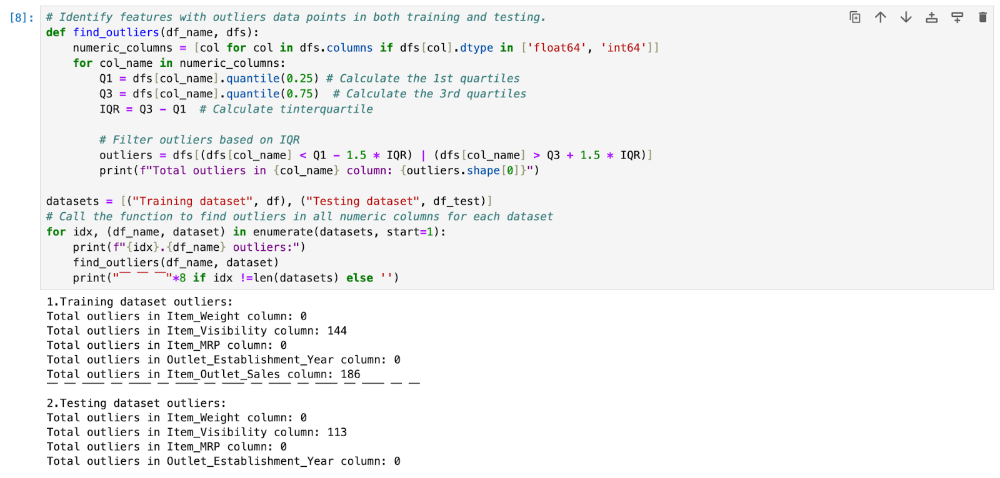 [8]:
# Identify features with outliers data points in both training and testing.
def find_outliers(df_name, dfs):
    numeric_columns = [col for col in dfs.columns if dfs[col].dtype in ['float64', 'int64']]
    for col_name in numeric_columns:
        Q1 = dfs[col_name].quantile(0.25) # Calculate the 1st quartiles
        Q3 = dfs[col_name].quantile(0.75)  # Calculate the 3rd quartiles
        IQR = Q3 - Q1  # Calculate tinterquartile

        # Filter outliers based on IQR
        outliers = dfs[(dfs[col_name] < Q1 - 1.5 * IQR) | (dfs[col_name] > Q3 + 1.5 * IQR)]
        print(f"Total outliers in {col_name} column: {outliers.shape[0]}")

datasets = [("Training dataset", df), ("Testing dataset", df_test)]
# Call the function to find outliers in all numeric columns for each dataset
for idx, (df_name, dataset) in enumerate(datasets, start=1):
    print(f"{idx}.{df_name} outliers:")
    find_outliers(df_name, dataset)
    print("‾‾ ‾‾ ‾‾"*8 if idx !=len(datasets) else '')
1.Training dataset outliers:
Total outliers in Item_Weight column: 0
Total outliers in Item_Visibility column: 144
Total outliers in Item_MRP column: 0
Total outliers in Outlet_Establishment_Year column: 0
Total outliers in Item_Outlet_Sales column: 186
2.Testing dataset outliers:
Total outliers in Item_Weight column: 0
Total outliers in Item_Visibility column: 113
Total outliers in Item_MRP column: 0
Total outliers in Outlet_Establishment_Year column: 0